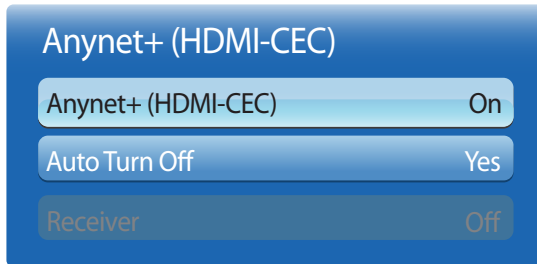 Anynet+ (HDMI-CEC)
Anynet+ (HDMI-CEC) On
Auto Turn Off Yes
Receiver Off